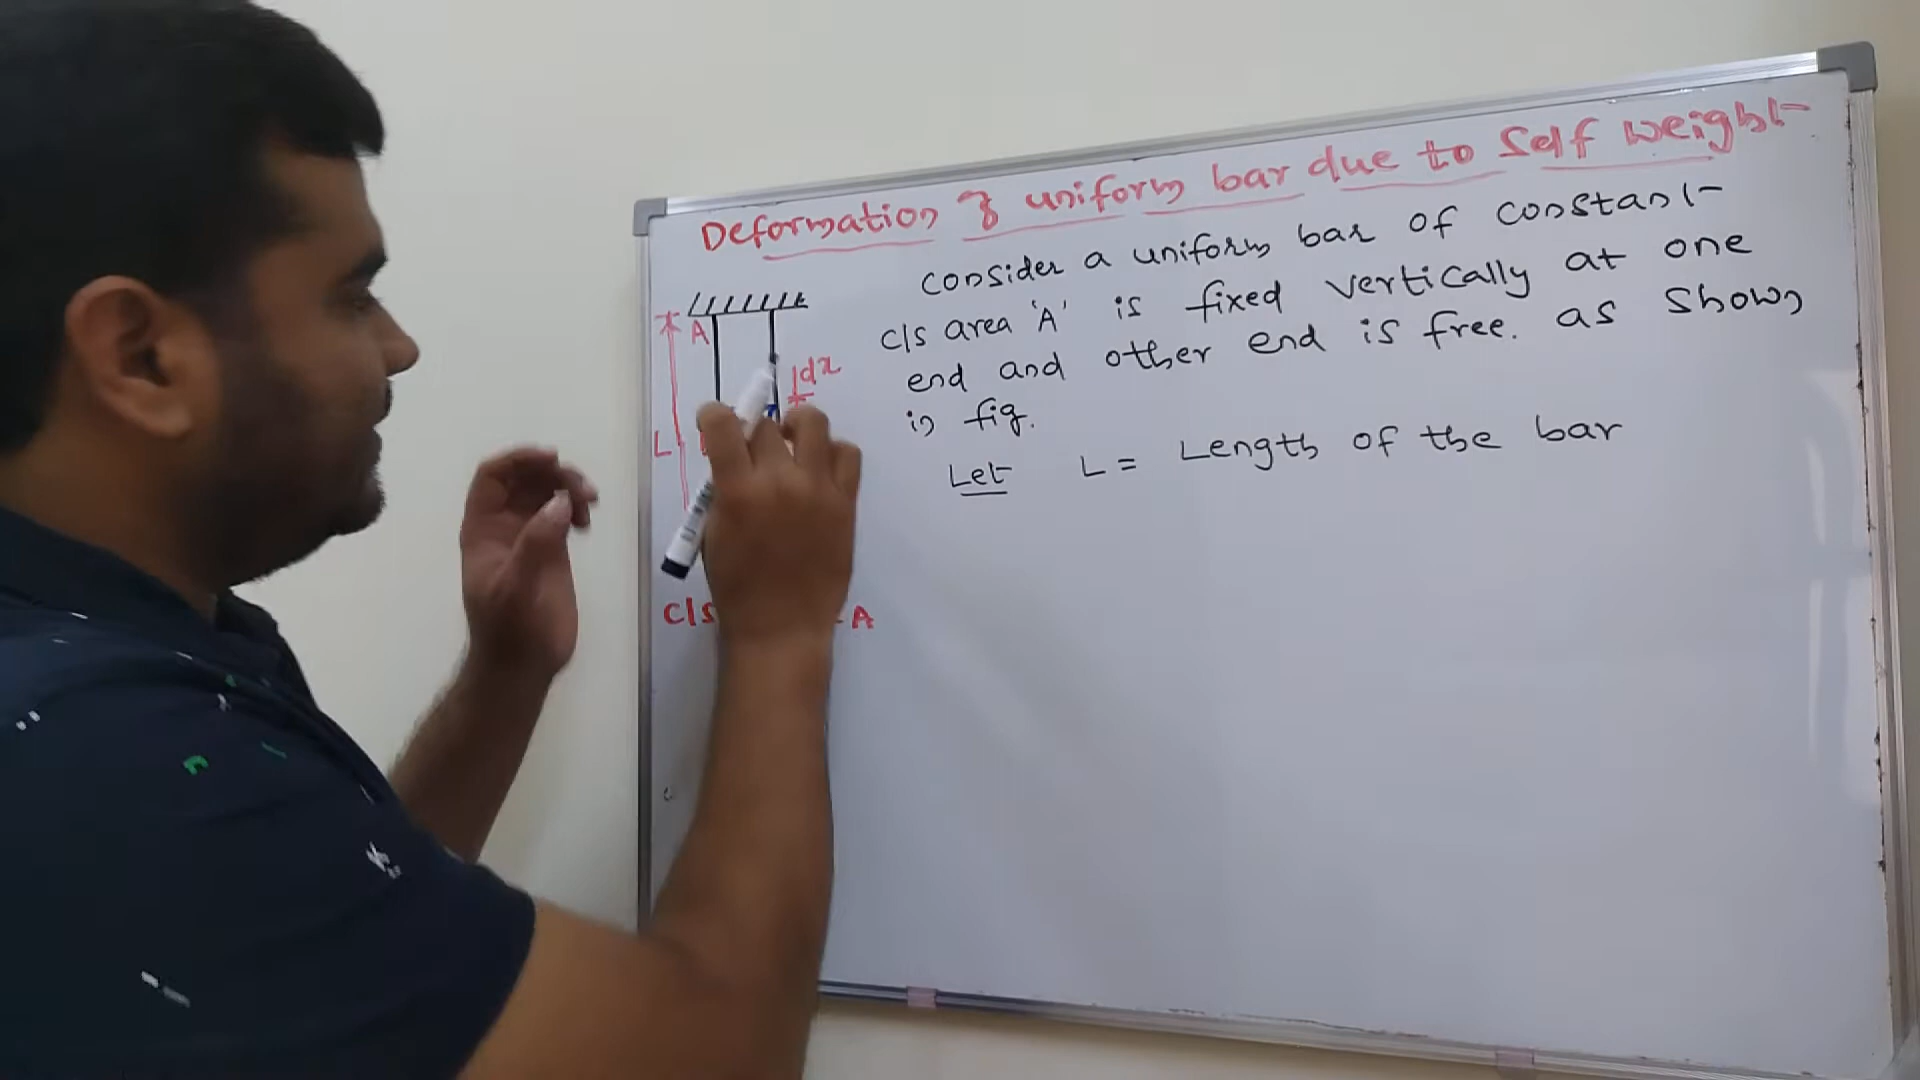 Deformation of uniform bar due to Self weight
Consider a uniform bar of constant
c/s area 'A' is fixed vertically at one
end and other end is free. as shown
in fig.
Let L = Length of the bar
A
dx
L
C/S
A